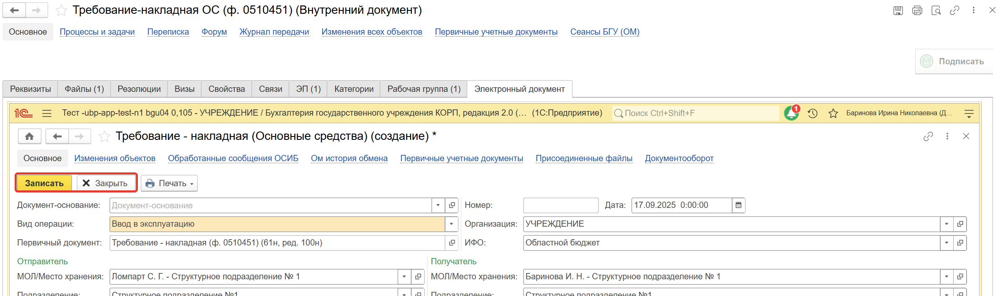 Требование-накладная ОС (ф. 0510451) (Внутренний документ)
Основное Процессы и задачи Переписка Форум Журнал передачи Изменения всех объектов Первичные учетные документы Сеансы БГУ (ОМ)
Подписать
Реквизиты Файлы (1) Резолюции Визы Свойства Связи ЭП (1) Категории Рабочая группа (1) Электронный документ
1С Тест -ubp-app-test-n1 bgu04 0,105 - УЧРЕЖДЕНИЕ / Бухгалтерия государственного учреждения КОРП, редакция 2.0 (... (1С:Предприятие) Поиск Ctrl+Shift+F 1 Баринова Ирина Николаевна (Д...
Требование - накладная (Основные средства) (создание) *
Основное Изменения объектов Обработанные сообщения ОСИБ Ом история обмена Первичные учетные документы Присоединенные файлы Документооборот
Записать Закрыть Печать
Документ-основание: Документ-основание Номер: Дата: 17.09.2025 0:00:00
Вид операции: Ввод в эксплуатацию Организация: УЧРЕЖДЕНИЕ
Первичный документ: Требование - накладная (ф. 0510451) (61н, ред. 100н) ИФО: Областной бюджет
Отправитель Получатель
МОЛ/Место хранения: Ломпарт С. Г. - Структурное подразделение № 1 МОЛ/Место хранения: Баринова И. Н. - Структурное подразделение № 1
Подразделение: Структурное подразделение №1 Подразделение: Структурное подразделение №1